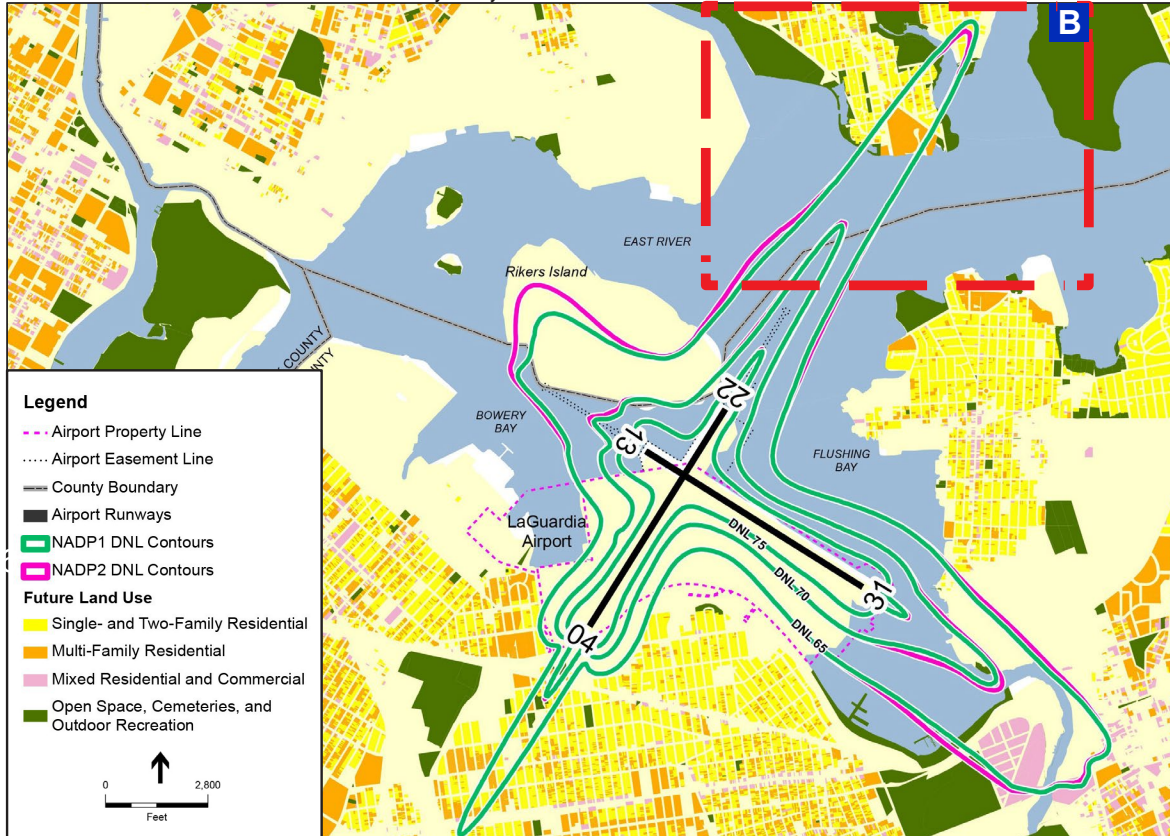 B
EAST RIVER
Rikers Island
COUNTY
22
BOWERY
BAY
13
FLUSHING
BAY
LaGuardia
Airport
DNL 75
DNL 70
31
DNL 65
04
Legend
Airport Property Line
Airport Easement Line
County Boundary
Airport Runways
NADP1 DNL Contours
NADP2 DNL Contours
Future Land Use
Single- and Two-Family Residential
Multi-Family Residential
Mixed Residential and Commercial
Open Space, Cemeteries, and
Outdoor Recreation
0 2,800
Feet